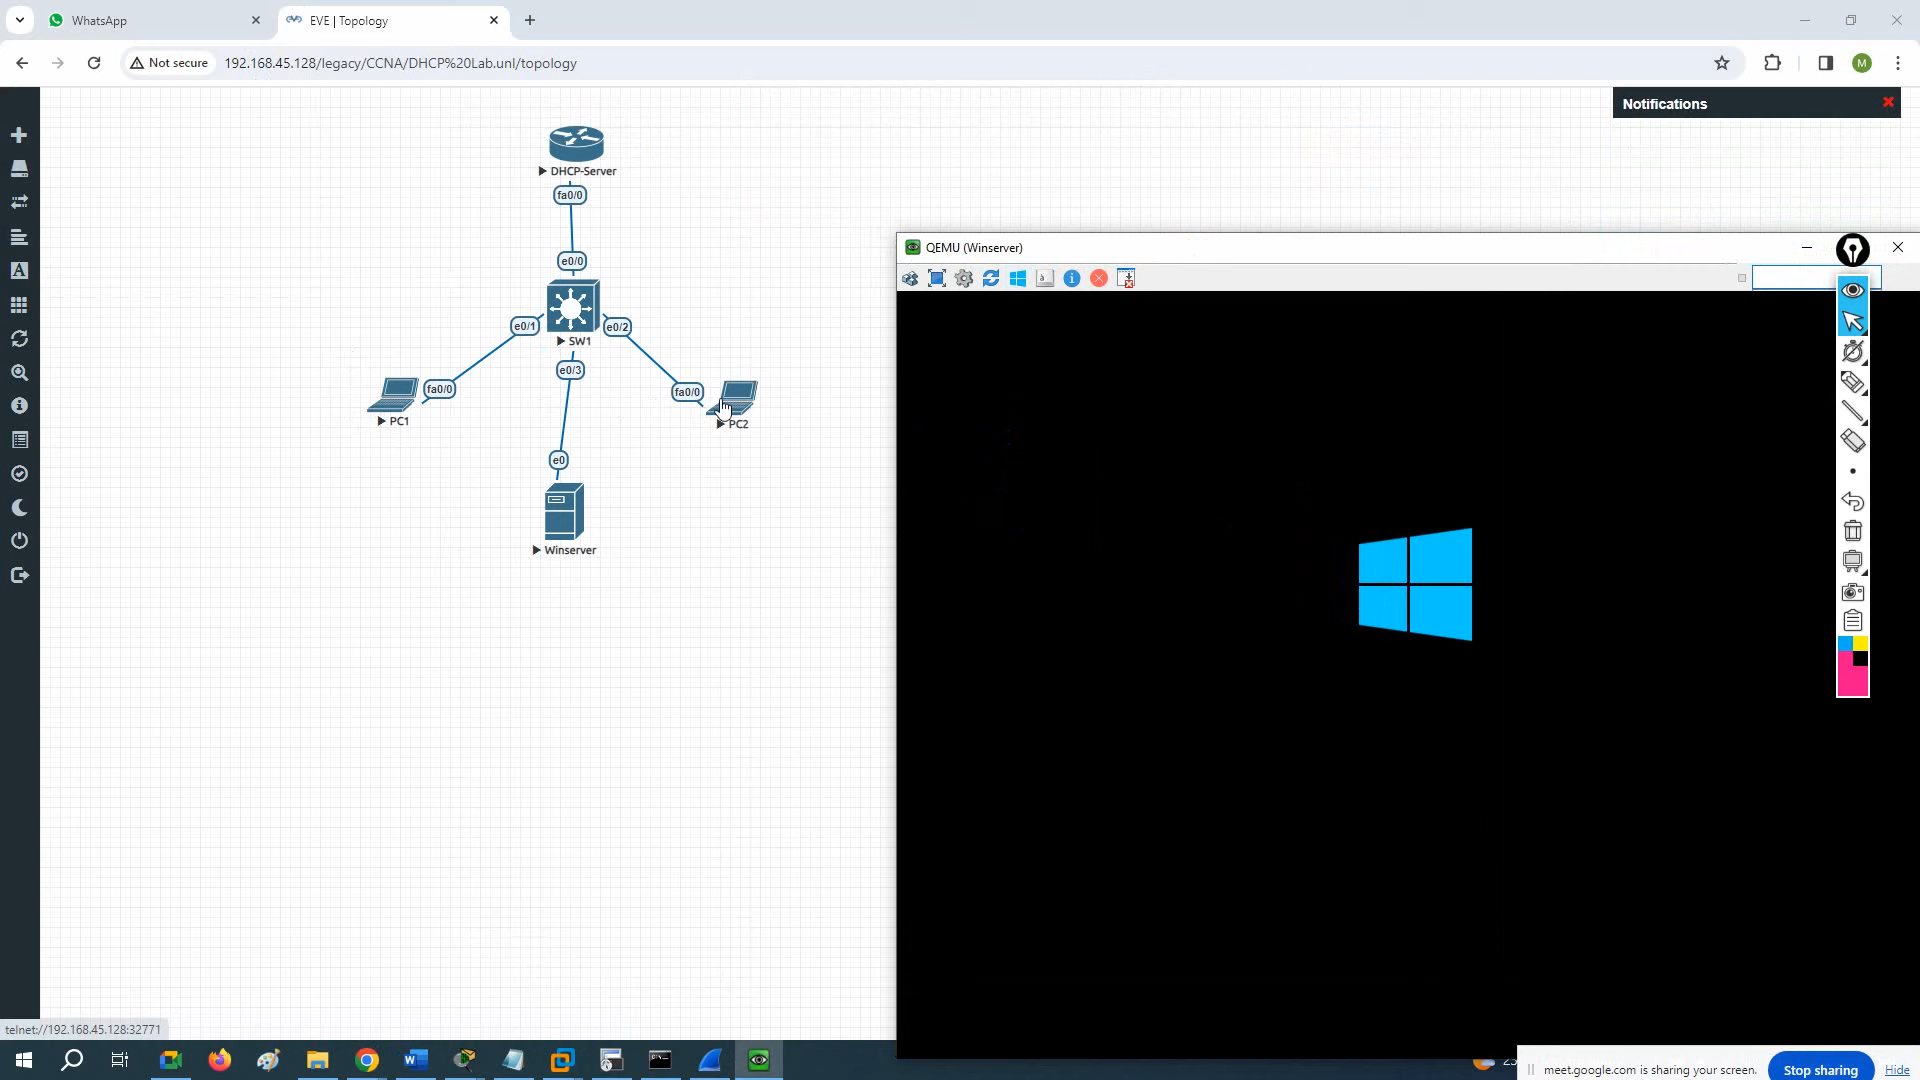 WhatsApp
EVE | Topology
Not secure
192.168.45.128/legacy/CCNA/DHCP%20Lab.unl/topology
M
Notifications
DHCP-Server
fa0/0
QEMU (Winserver)
e0/0
e0/1
e0/2
SW1
e0/3
fa0/0
fa0/0
PC1
PC2
e0
Winserver
telnet://192.168.45.128:32771
meet.google.com is sharing your screen.
Stop sharing
Hide